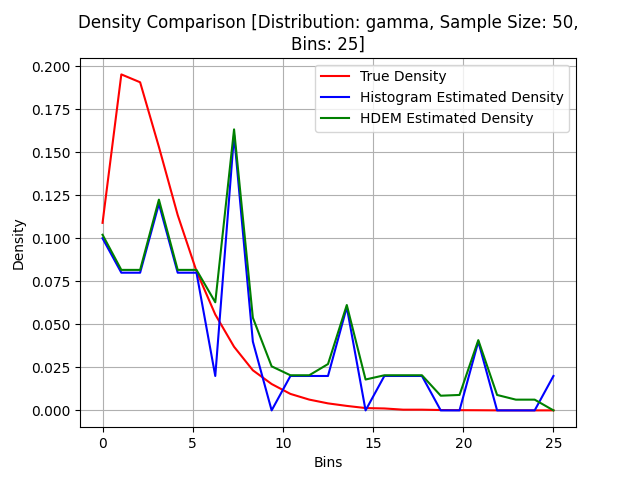 Density Comparison [Distribution: gamma, Sample Size: 50,
Bins: 25]
True Density
Histogram Estimated Density
HDEM Estimated Density
Density
0.200
0.175
0.150
0.125
0.100
0.075
0.050
0.025
0.000
0 5 10 15 20 25
Bins